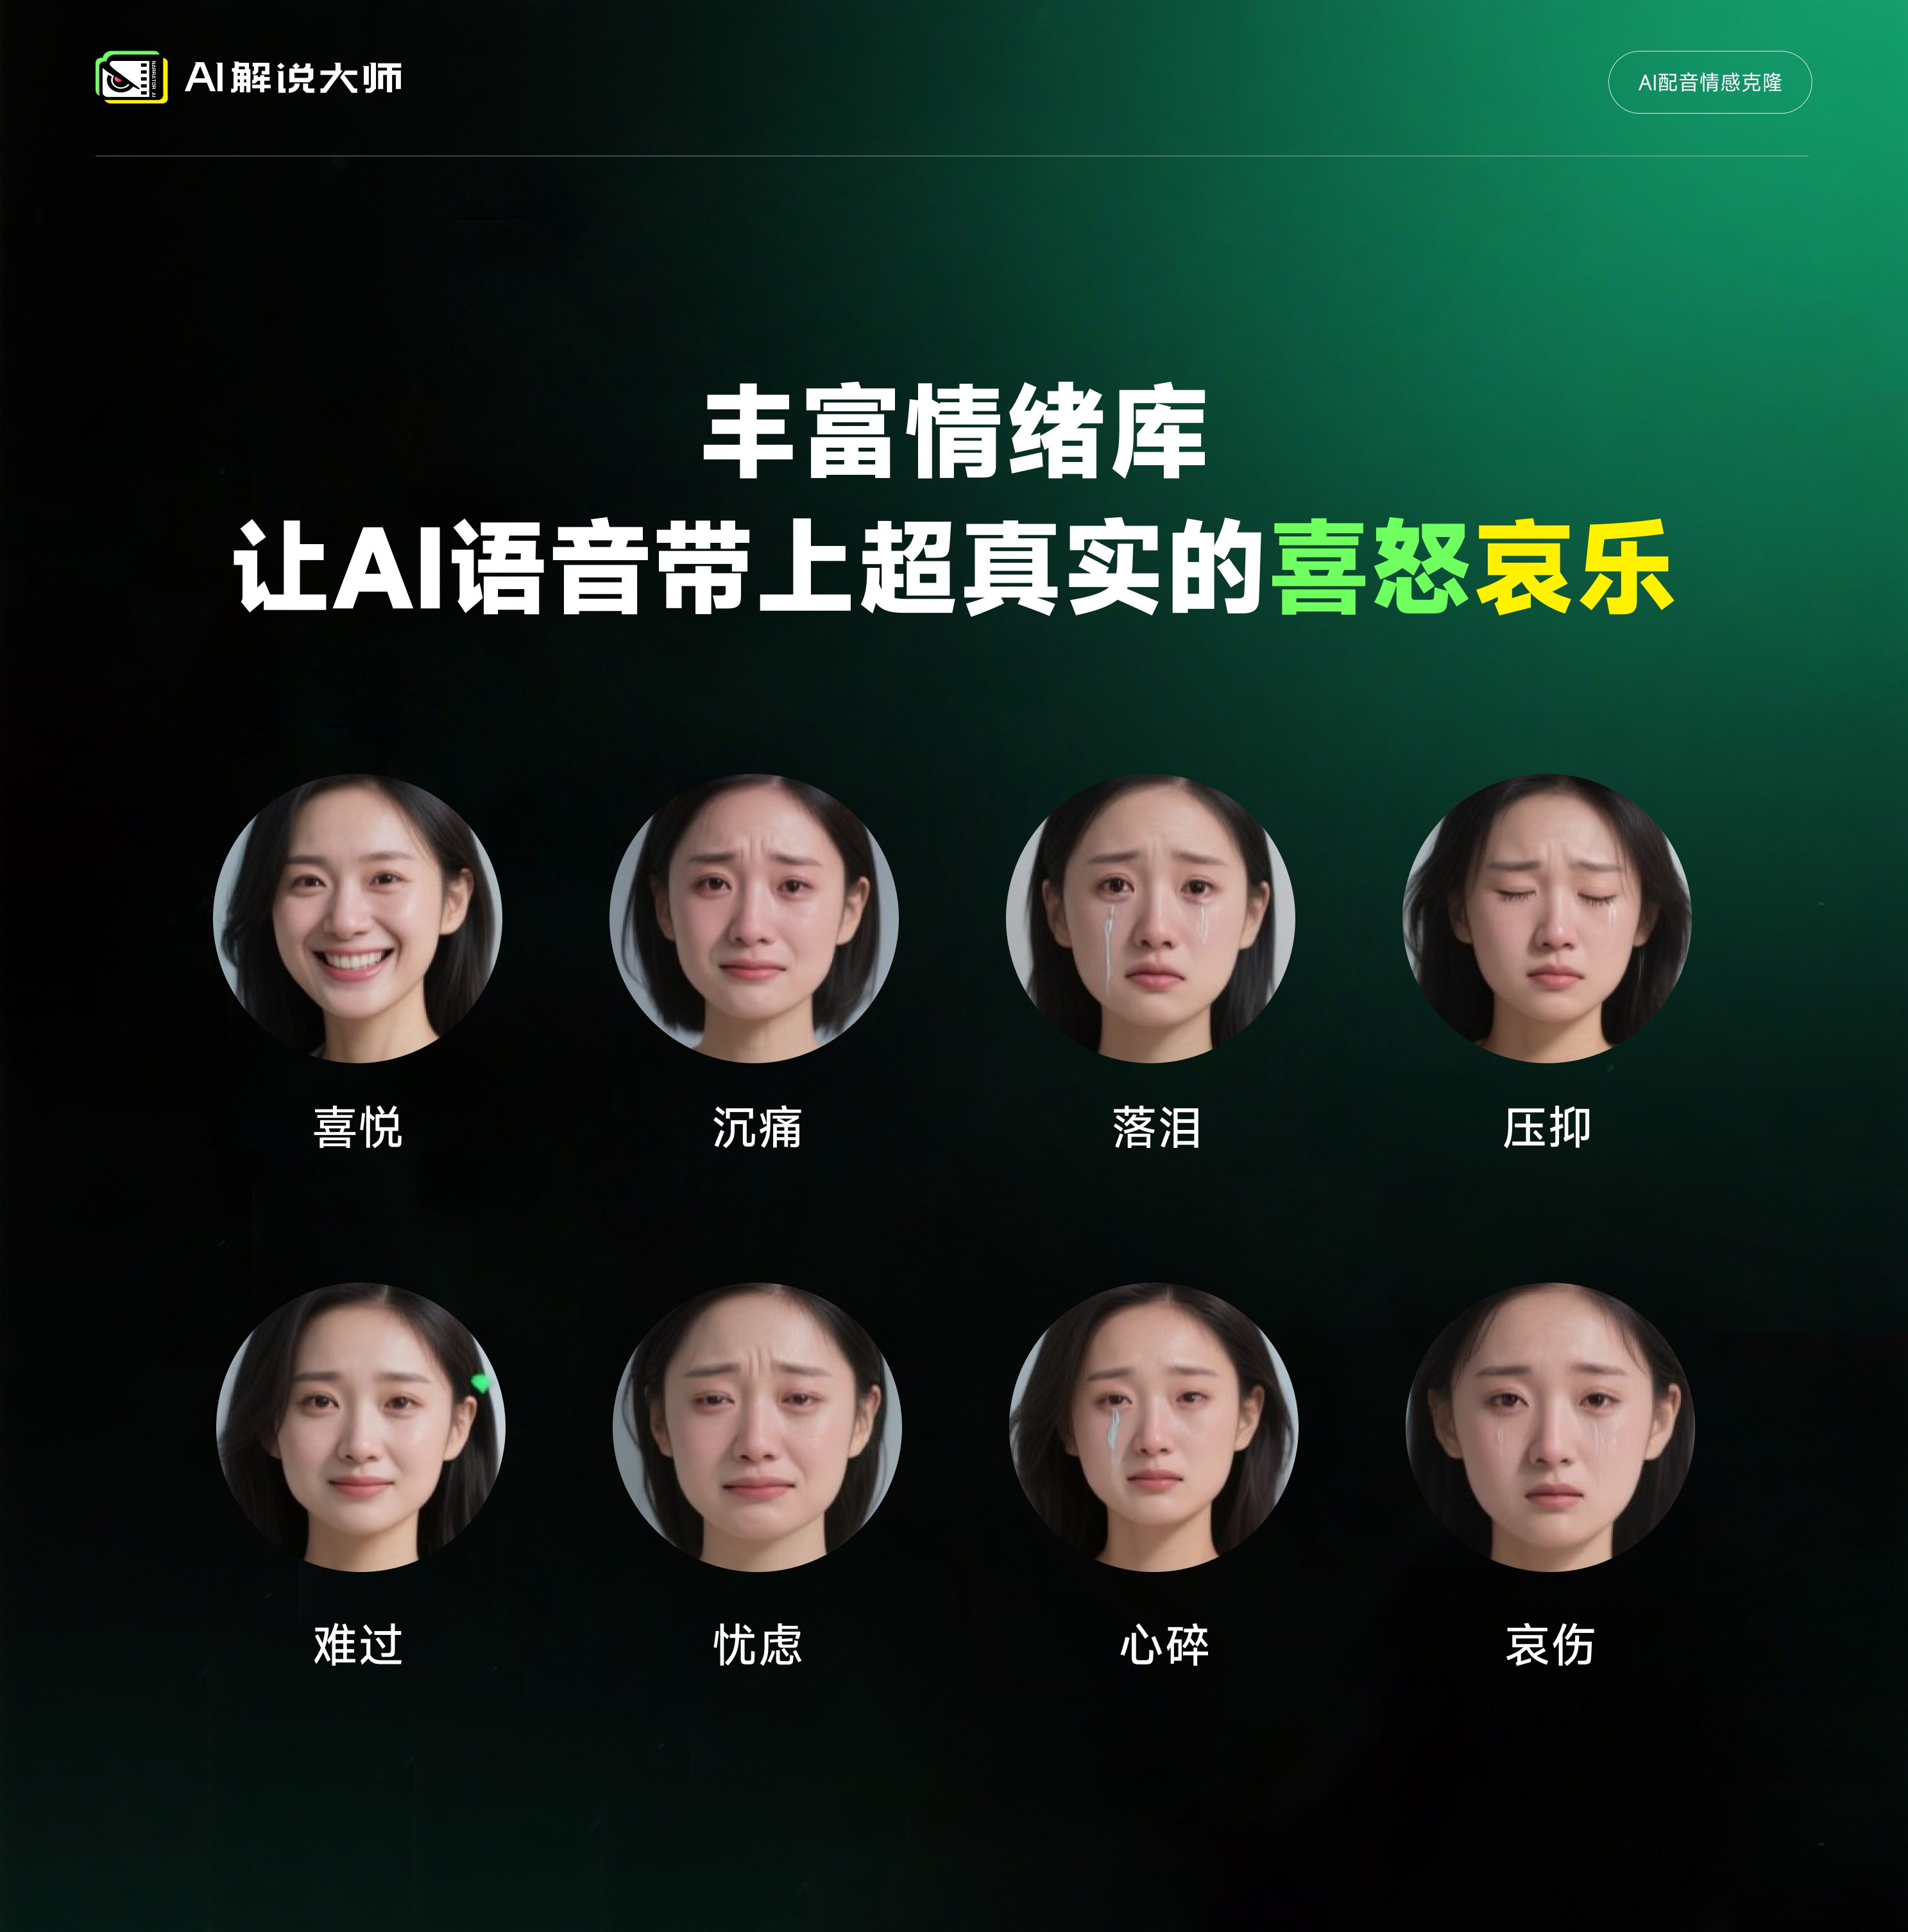 AI解说大师
AI配音情感克隆
丰富情绪库
让AI语音带上超真实的喜怒哀乐
喜悦
沉痛
落泪
压抑
难过
忧虑
心碎
哀伤